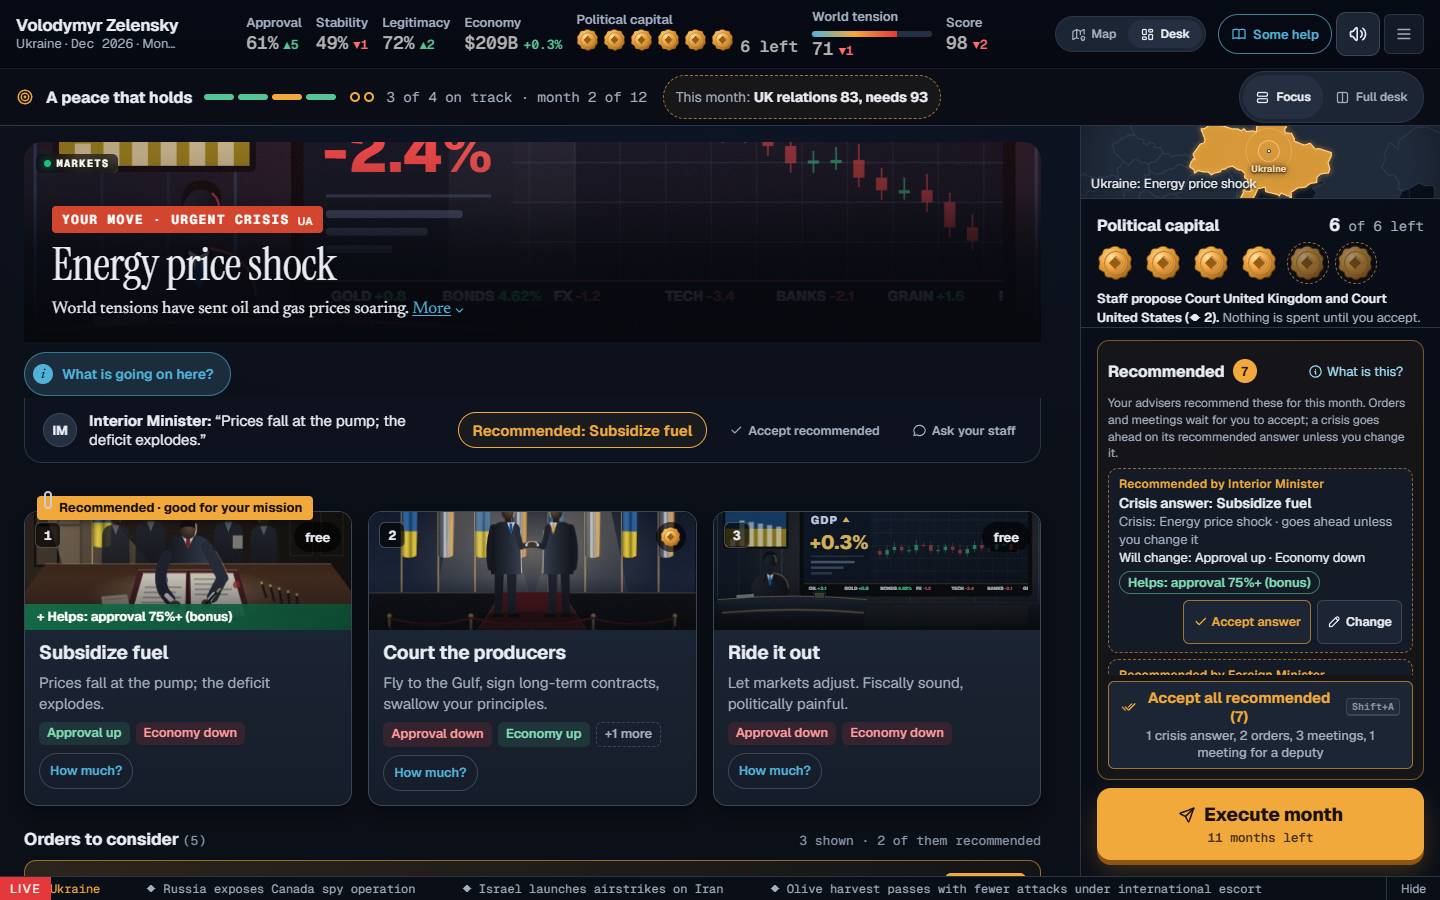 Volodymyr Zelensky
Ukraine · Dec 2026 · Mon…
Approval
61% ▲5
Stability
49% ▼1
Legitimacy
72% ▲2
Economy
$209B +0.3%
Political capital
6 left
World tension
71 ▼1
Score
98 ▼2
Map
Desk
Some help
A peace that holds
3 of 4 on track · month 2 of 12
This month: UK relations 83, needs 93
Focus
Full desk
MARKETS
-2.4%
YOUR MOVE · URGENT CRISIS UA
Energy price shock
GOLD +0.8 BONDS 4.62% FX -1.2 TECH -3.4 BANKS -2.1 GRAIN +1.6
World tensions have sent oil and gas prices soaring. More
What is going on here?
IM
Interior Minister: “Prices fall at the pump; the
deficit explodes.”
Recommended: Subsidize fuel
Accept recommended
Ask your staff
Recommended · good for your mission
1
free
+ Helps: approval 75%+ (bonus)
Subsidize fuel
Prices fall at the pump; the deficit
explodes.
Approval up
Economy down
How much?
2
Court the producers
Fly to the Gulf, sign long-term contracts,
swallow your principles.
Approval down
Economy up
+1 more
How much?
3
GDP ▲
+0.3%
free
Ride it out
Let markets adjust. Fiscally sound,
politically painful.
Approval down
Economy down
How much?
Orders to consider (5)
3 shown · 2 of them recommended
Ukraine
Ukraine: Energy price shock
Political capital
6 of 6 left
Staff propose Court United Kingdom and Court
United States (◆ 2). Nothing is spent until you accept.
Recommended 7
What is this?
Your advisers recommend these for this month. Orders
and meetings wait for you to accept; a crisis goes
ahead on its recommended answer unless you change
it.
Recommended by Interior Minister
Crisis answer: Subsidize fuel
Crisis: Energy price shock · goes ahead unless
you change it
Will change: Approval up · Economy down
Helps: approval 75%+ (bonus)
Accept answer
Change
Recommended by Foreign Minister
Accept all recommended
(7)
Shift+A
1 crisis answer, 2 orders, 3 meetings, 1
meeting for a deputy
Execute month
11 months left
LIVE
Ukraine ◆ Russia exposes Canada spy operation ◆ Israel launches airstrikes on Iran ◆ Olive harvest passes with fewer attacks under international escort
Hide